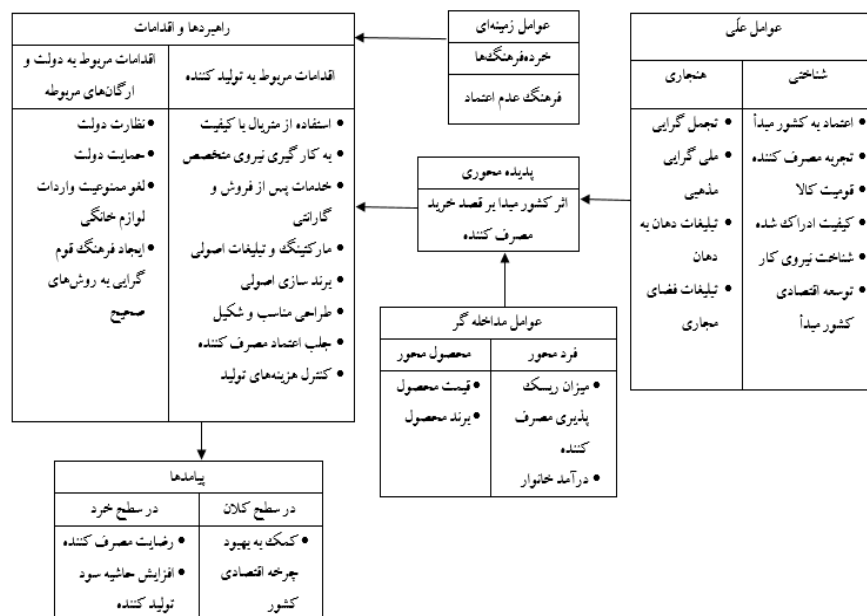 عوامل علّی
شناختی
اعتماد به کشور مبدأ
تجربه مصرف کننده
قومیت کالا
کیفیت ادراک شده
شناخت نیروی کار
توسعه اقتصادی
کشور مبدأ
هنجاری
تجمل گرایی
ملی گرایی
مذهبی
تبلیغات دهان به
دهان
تبلیغات فضای
مجازی
عوامل زمینه‌ای
خرده‌فرهنگ‌ها
فرهنگ عدم اعتماد
پدیده محوری
اثر کشور مبدا بر قصد خرید
مصرف کننده
عوامل مداخله گر
فرد محور
میزان ریسک
پذیری مصرف
کننده
درآمد خانوار
محصول محور
قیمت محصول
برند محصول
راهبردها و اقدامات
اقدامات مربوط به تولید کننده
استفاده از متریال با کیفیت
به کار گیری نیروی متخصص
خدمات پس از فروش و
گارانتی
مارکتینگ و تبلیغات اصولی
برند سازی اصولی
طراحی مناسب و شکیل
جلب اعتماد مصرف کننده
کنترل هزینه‌های تولید
اقدامات مربوط به دولت و
ارگان‌های مربوطه
نظارت دولت
حمایت دولت
لغو ممنوعیت واردات
لوازم خانگی
ایجاد فرهنگ قوم
گرایی به روش‌های
صحیح
پیامدها
در سطح کلان
کمک به بهبود
چرخه اقتصادی
کشور
در سطح خرد
رضایت مصرف کننده
افزایش حاشیه سود
تولید کننده